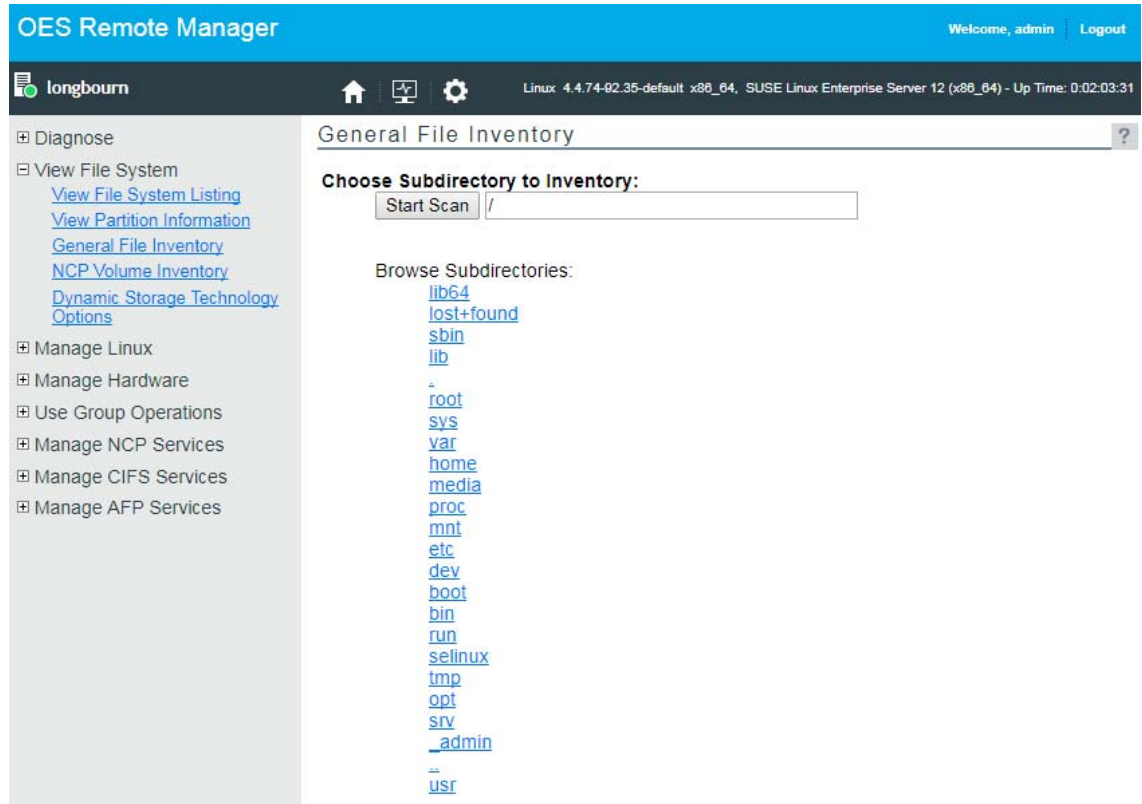 OES Remote Manager
Welcome, admin
Logout
longbourn
Linux 4.4.74-92.35-default x86_64, SUSE Linux Enterprise Server 12 (x86_64) - Up Time: 0:02:03:31
Diagnose
View File System
View File System Listing
View Partition Information
General File Inventory
NCP Volume Inventory
Dynamic Storage Technology
Options
Manage Linux
Manage Hardware
Use Group Operations
Manage NCP Services
Manage CIFS Services
Manage AFP Services
General File Inventory
?
Choose Subdirectory to Inventory:
Start Scan /
Browse Subdirectories:
lib64
lost+found
sbin
lib
.
root
sys
var
home
media
proc
mnt
etc
dev
boot
bin
run
selinux
tmp
opt
srv
_admin
..
usr